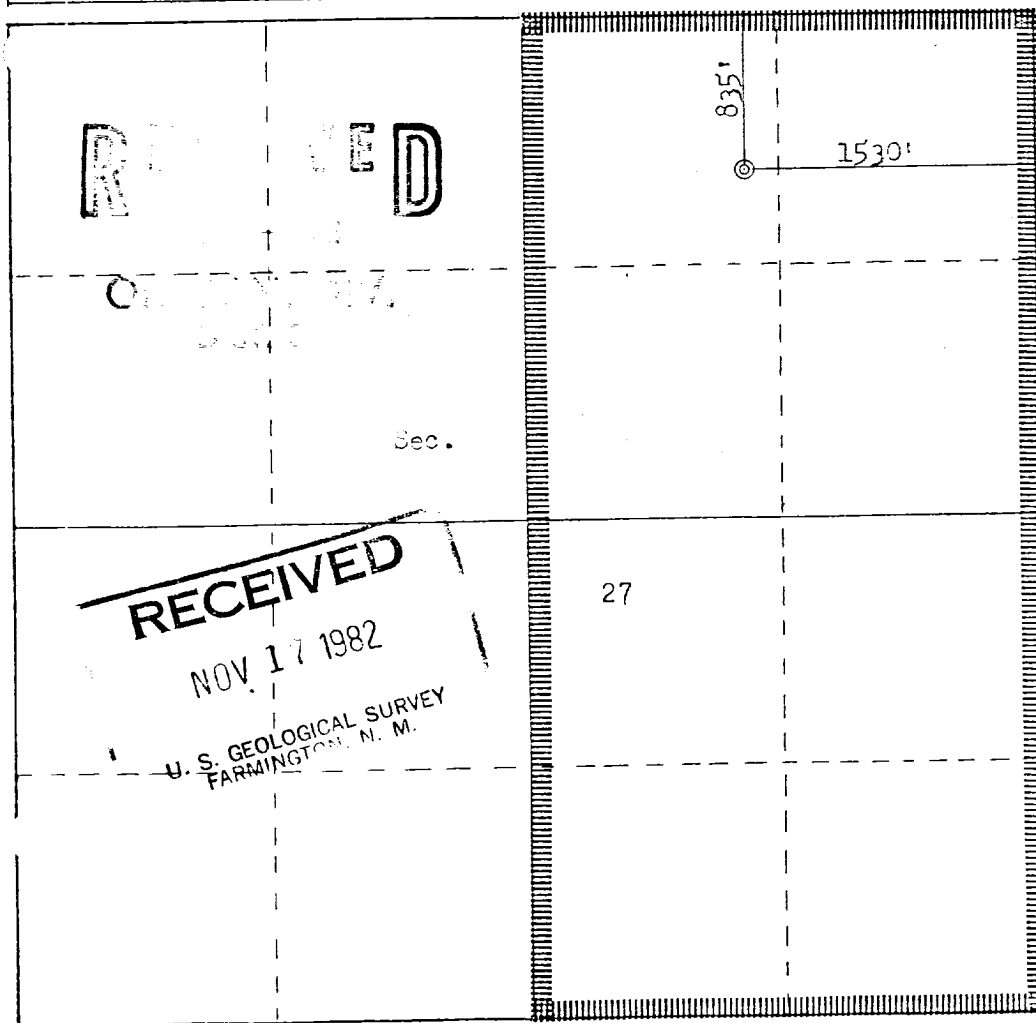 835'
1530'
Sec.
27
RECEIVED
NOV 17 1982
U. S. GEOLOGICAL SURVEY
FARMINGTON, N. M.